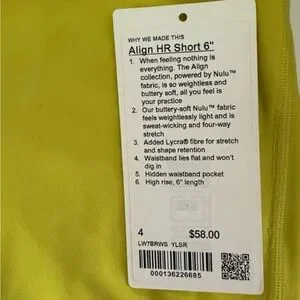 WHY WE MADE THIS
Align HR Short 6"
1. When feeling nothing is
everything. The Align
collection, powered by Nulu™
fabric, is so weightless and
buttery soft, all you feel is
your practice
2. Our buttery-soft Nulu™ fabric
feels weightlessly light and is
sweat-wicking and four-way
stretch
3. Added Lycra® fibre for stretch
and shape retention
4. Waistband lies flat and won't
dig in
5. Hidden waistband pocket
6. High rise, 6" length
4 $58.00
LW7BRWS YLSR
000136226685